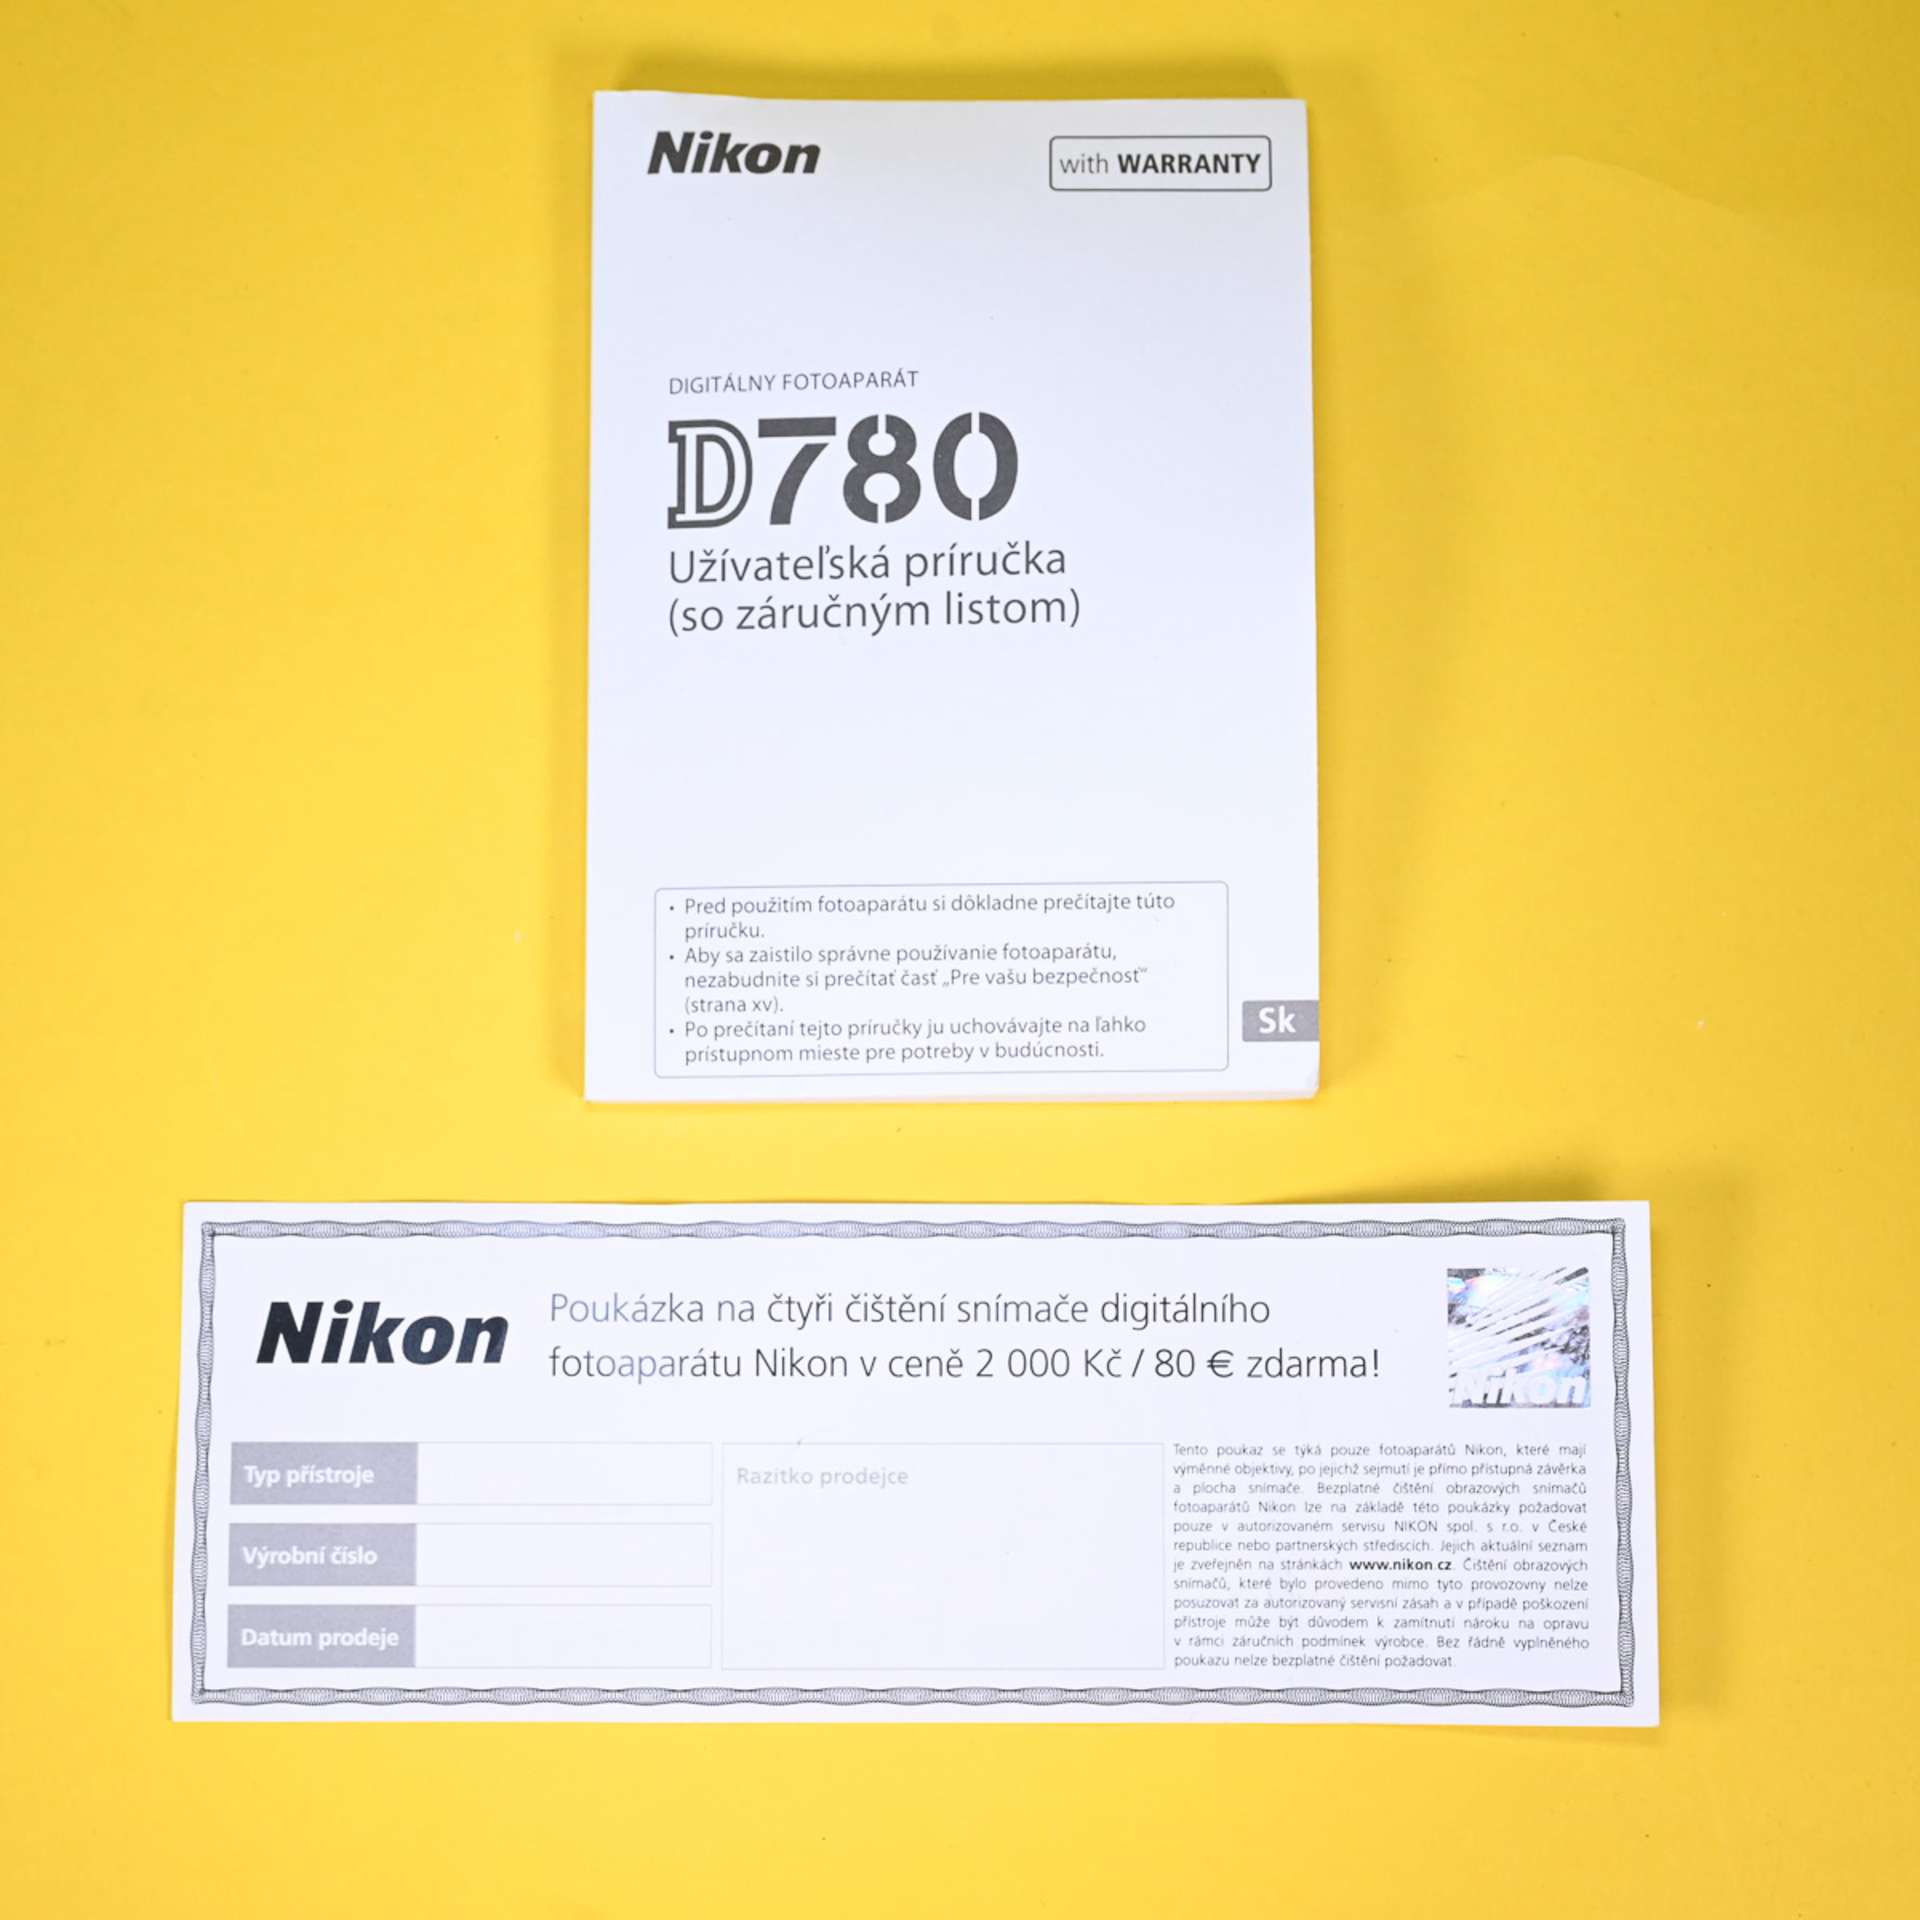 Nikon
with WARRANTY
DIGITÁLNY FOTOAPARÁT
D780
Užívateľská príručka
(so záručným listom)
• Pred použitím fotoaparátu si dôkladne prečítajte túto
príručku.
• Aby sa zaistilo správne používanie fotoaparátu,
nezabudnite si prečítať časť „Pre vašu bezpečnosť“
(strana xv).
• Po prečítaní tejto príručky ju uchovávajte na ľahko
prístupnom mieste pre potreby v budúcnosti.
Sk
Nikon
Poukázka na čtyři čištění snímače digitálního
fotoaparátu Nikon v ceně 2 000 Kč / 80 € zdarma!
Nikon
Typ přístroje
Výrobní číslo
Datum prodeje
Razítko prodejce
Tento poukaz se týká pouze fotoaparátů Nikon, které mají
výměnné objektivy, po jejichž sejmutí je přímo přístupná závěrka
a plocha snímače. Bezplatné čištění obrazových snímačů
fotoaparátů Nikon lze na základě této poukázky požadovat
pouze v autorizovaném servisu NIKON spol. s r.o. v České
republice nebo partnerských střediscích. Jejich aktuální seznam
je zveřejněn na stránkách www.nikon.cz. Čištění obrazových
snímačů, které bylo provedeno mimo tyto provozovny nelze
posuzovat za autorizovaný servisní zásah a v případě poškození
přístroje může být důvodem k zamítnutí nároku na opravu
v rámci záručních podmínek výrobce. Bez řádně vyplněného
poukazu nelze bezplatné čištění požadovat.